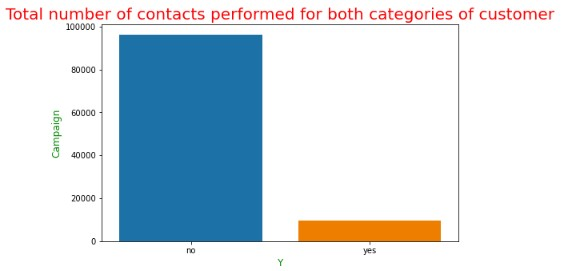 Total number of contacts performed for both categories of customer
100000
80000
60000
40000
20000
0
Campaign
no yes
Y